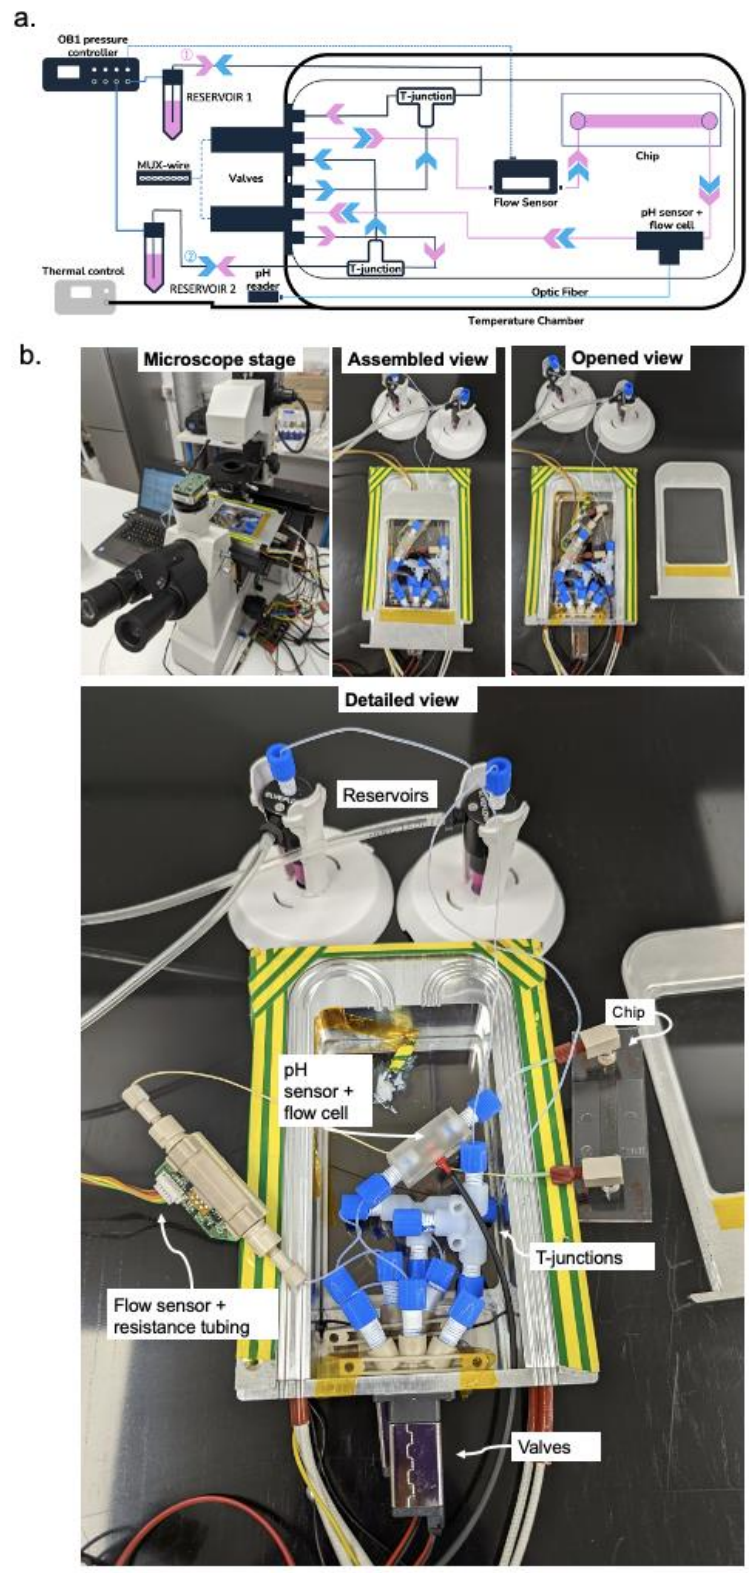 a.
OB1 pressure
controller
①
RESERVOIR 1
T-junction
MUX-wire
Valves
Chip
Flow Sensor
pH sensor +
flow cell
②
RESERVOIR 2
T-junction
Thermal control
pH
reader
Optic Fiber
Temperature Chamber
b.
Microscope stage
Assembled view
Opened view
Detailed view
Reservoirs
Chip
pH
sensor +
flow cell
T-junctions
Flow sensor +
resistance tubing
Valves